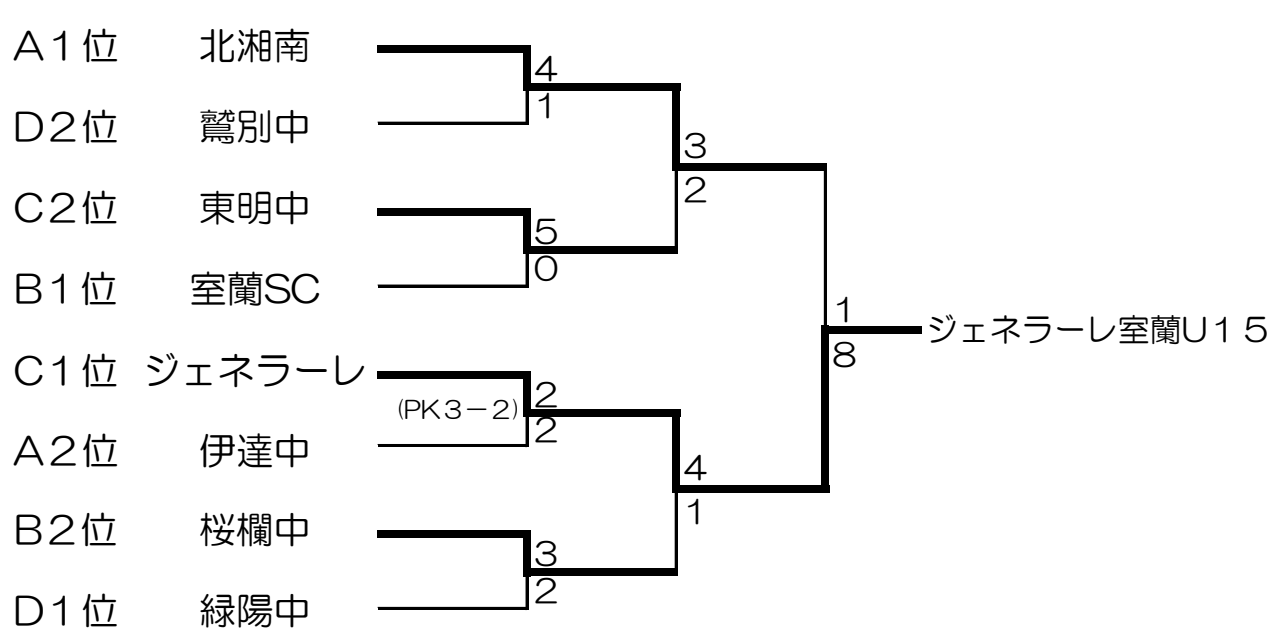 A1位 北湘南
4
1
D2位 鷲別中
3
2
C2位 東明中
5
0
B1位 室蘭SC
1
8
ジェネラーレ室蘭U15
C1位 ジェネラーレ
(PK3-2)
2
2
A2位 伊達中
4
1
B2位 桜欄中
3
2
D1位 緑陽中